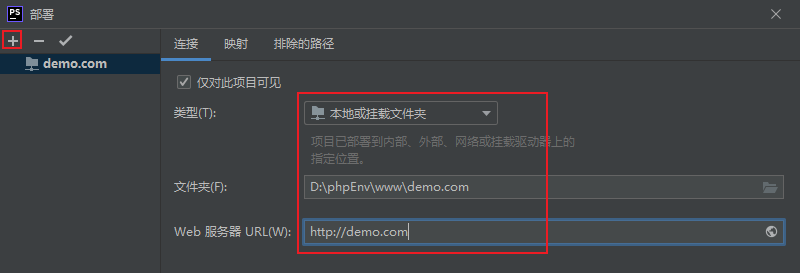 PS 部署
demo.com
连接 映射 排除的路径
仅对此项目可见
类型(T): 本地或挂载文件夹
项目已部署到内部、外部、网络或挂载驱动器上的
指定位置。
文件夹(F): D:\phpEnv\www\demo.com
Web 服务器 URL(W): http://demo.com